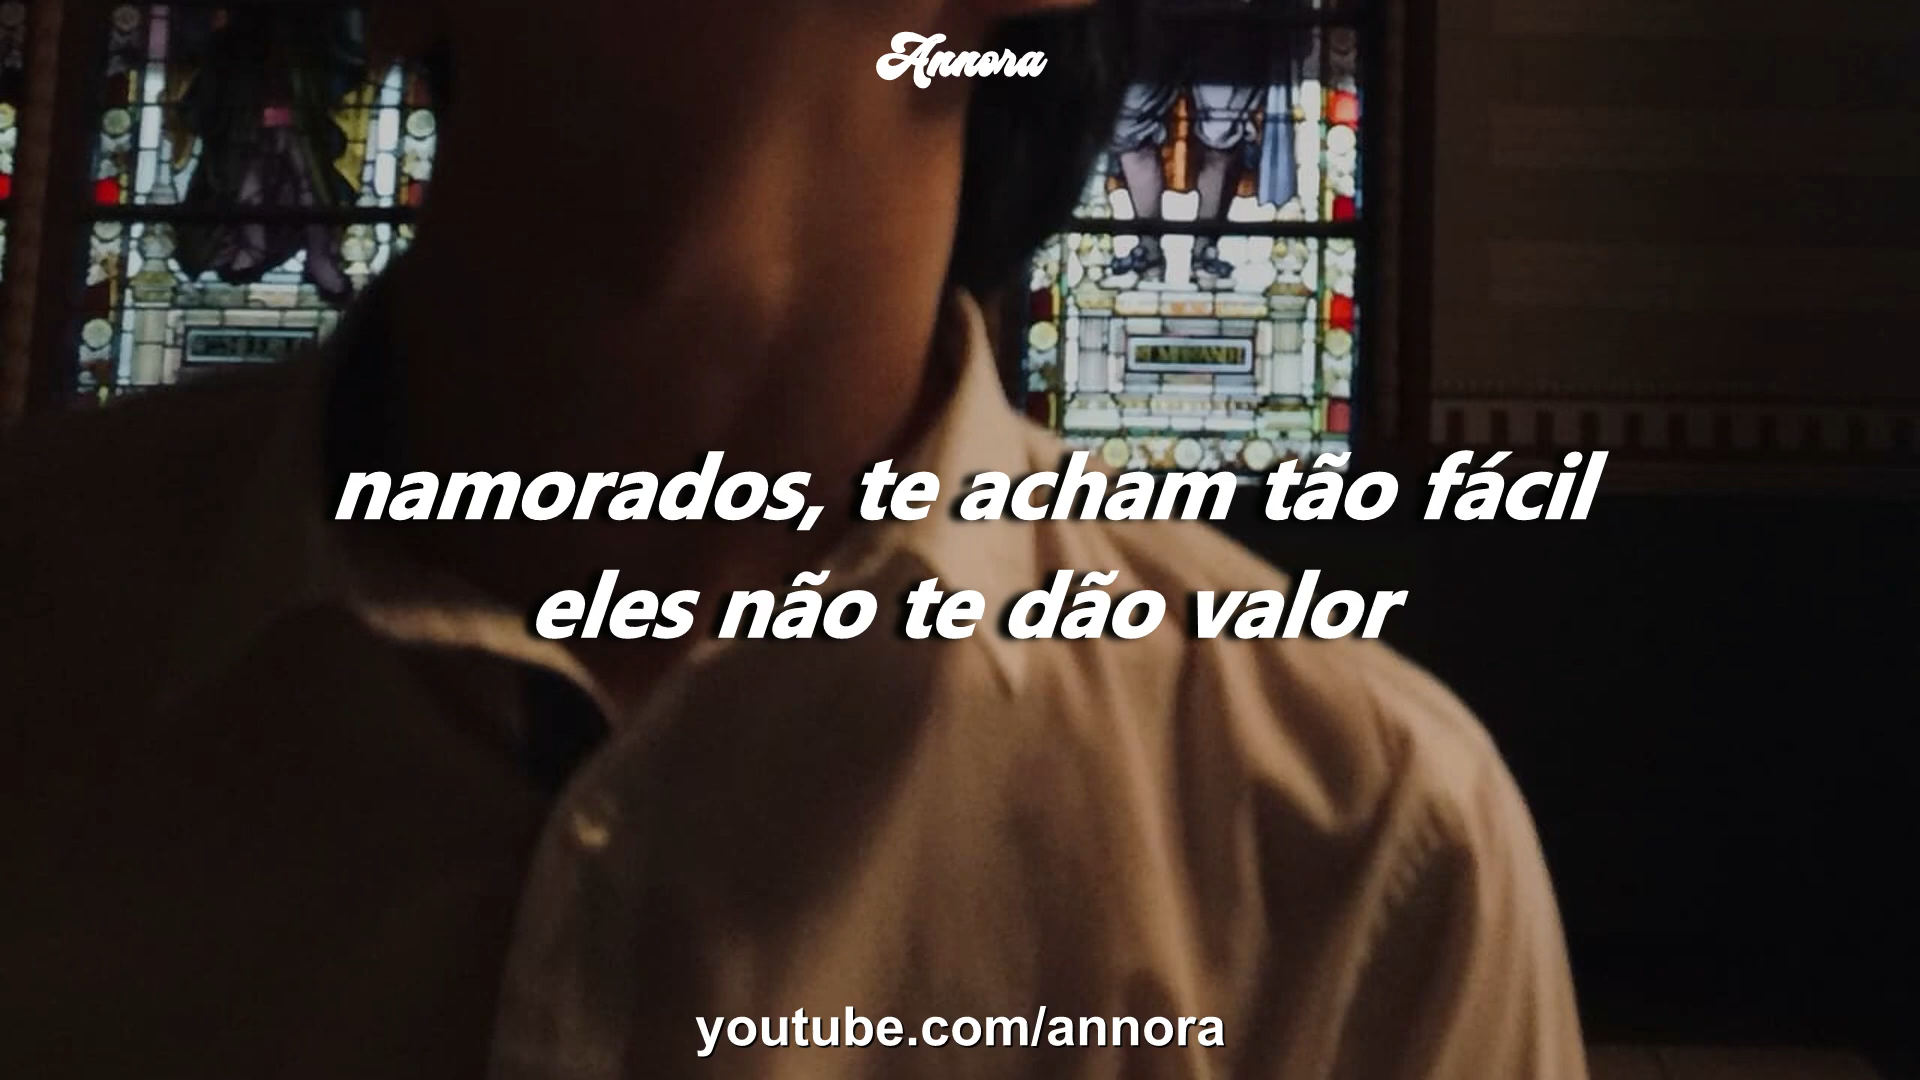 Annora
namorados, te acham tão fácil
eles não te dão valor
youtube.com/annora